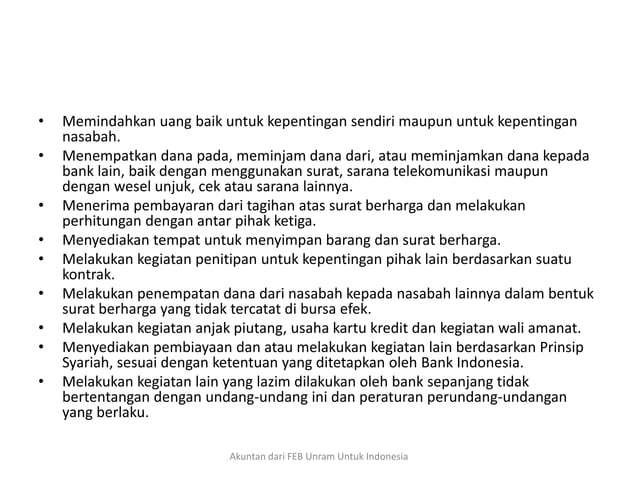 • Memindahkan uang baik untuk kepentingan sendiri maupun untuk kepentingan
nasabah.
• Menempatkan dana pada, meminjam dana dari, atau meminjamkan dana kepada
bank lain, baik dengan menggunakan surat, sarana telekomunikasi maupun
dengan wesel unjuk, cek atau sarana lainnya.
• Menerima pembayaran dari tagihan atas surat berharga dan melakukan
perhitungan dengan antar pihak ketiga.
• Menyediakan tempat untuk menyimpan barang dan surat berharga.
• Melakukan kegiatan penitipan untuk kepentingan pihak lain berdasarkan suatu
kontrak.
• Melakukan penempatan dana dari nasabah kepada nasabah lainnya dalam bentuk
surat berharga yang tidak tercatat di bursa efek.
• Melakukan kegiatan anjak piutang, usaha kartu kredit dan kegiatan wali amanat.
• Menyediakan pembiayaan dan atau melakukan kegiatan lain berdasarkan Prinsip
Syariah, sesuai dengan ketentuan yang ditetapkan oleh Bank Indonesia.
• Melakukan kegiatan lain yang lazim dilakukan oleh bank sepanjang tidak
bertentangan dengan undang-undang ini dan peraturan perundang-undangan
yang berlaku.
Akuntan dari FEB Unram Untuk Indonesia